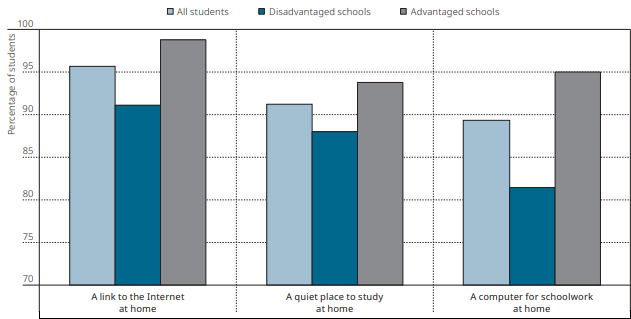 All students Disadvantaged schools Advantaged schools
Percentage of students
100
95
90
85
80
75
70
A link to the Internet
at home
A quiet place to study
at home
A computer for schoolwork
at home